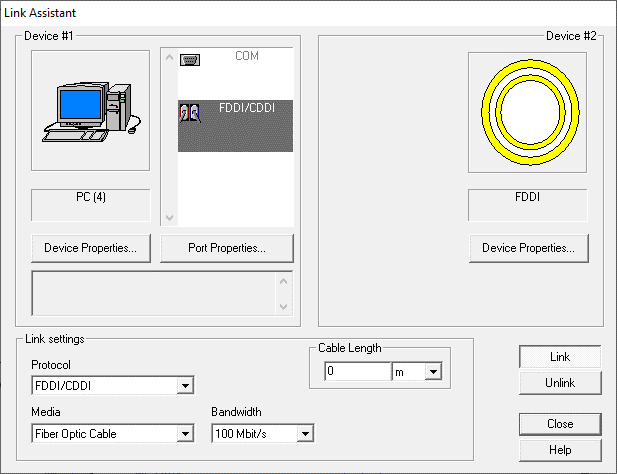 Link Assistant
Device #1
Device #2
COM
FDDI/CDDI
PC (4)
FDDI
Device Properties...
Port Properties...
Device Properties...
Link settings
Cable Length
Protocol
0
m
FDDI/CDDI
Media
Bandwidth
Fiber Optic Cable
100 Mbit/s
Link
Unlink
Close
Help